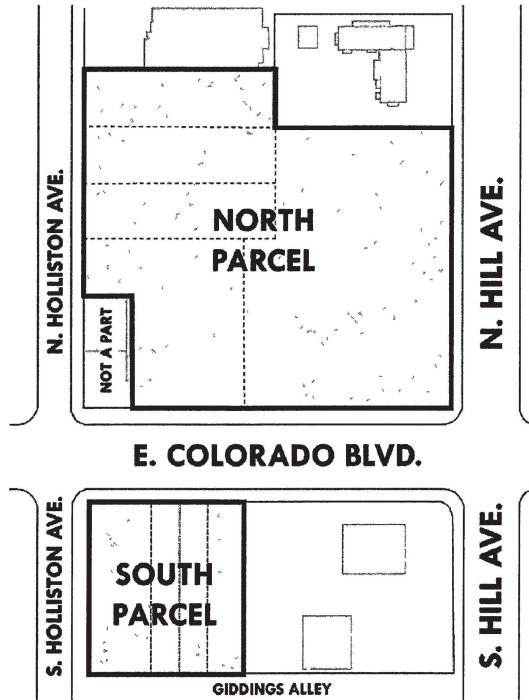 N. HOLLISTON AVE.
NORTH
PARCEL
N. HILL AVE.
NOT A PART
E. COLORADO BLVD.
S. HOLLISTON AVE.
SOUTH
PARCEL
S. HILL AVE.
GIDDINGS ALLEY